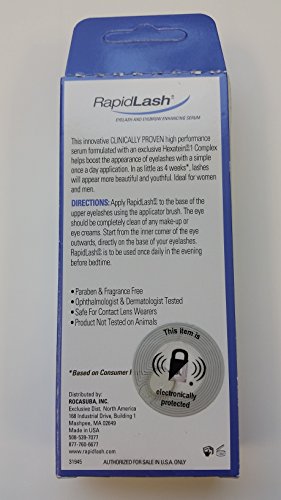 RapidLash®
EYELASH AND EYEBROW ENHANCING SERUM
This innovative CLINICALLY PROVEN high performance
serum formulated with an exclusive Hexatein®1 Complex
helps boost the appearance of eyelashes with a simple
once a day application. In as little as 4 weeks*, lashes
will appear more beautiful and youthful. Ideal for women
and men.
DIRECTIONS: Apply RapidLash® to the base of the
upper eyelashes using the applicator brush. The eye
should be completely clean of any make-up or
eye creams. Start from the inner corner of the eye
outwards, directly on the base of your eyelashes.
RapidLash® is to be used once daily in the evening
before bedtime.
• Paraben & Fragrance Free
• Ophthalmologist & Dermatologist Tested
• Safe For Contact Lens Wearers
• Product Not Tested on Animals
This item is
electronically
protected
*Based on Consumer
Distributed by:
ROCASUBA, INC.
Exclusive Dist. North America
168 Industrial Drive, Building 1
Mashpee, MA 02649
Made in USA
508-539-7077
877-760-6677
www.rapidlash.com
31945
AUTHORIZED FOR SALE IN U.S.A. ONLY